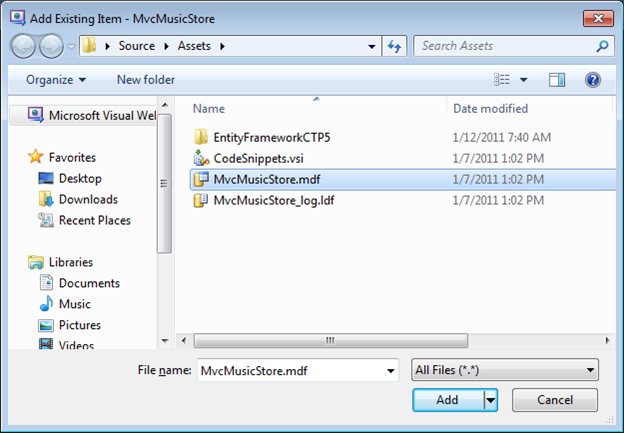 Add Existing Item - MvcMusicStore
Source Assets
Search Assets
Organize New folder
Microsoft Visual Web
Favorites
Desktop
Downloads
Recent Places
Libraries
Documents
Music
Pictures
Videos
Name Date modified
EntityFrameworkCTP5 1/12/2011 7:40 AM
CodeSnippets.vsi 1/7/2011 1:02 PM
MvcMusicStore.mdf 1/7/2011 1:02 PM
MvcMusicStore_log.ldf 1/7/2011 1:02 PM
File name: MvcMusicStore.mdf All Files (*.*)
Add Cancel